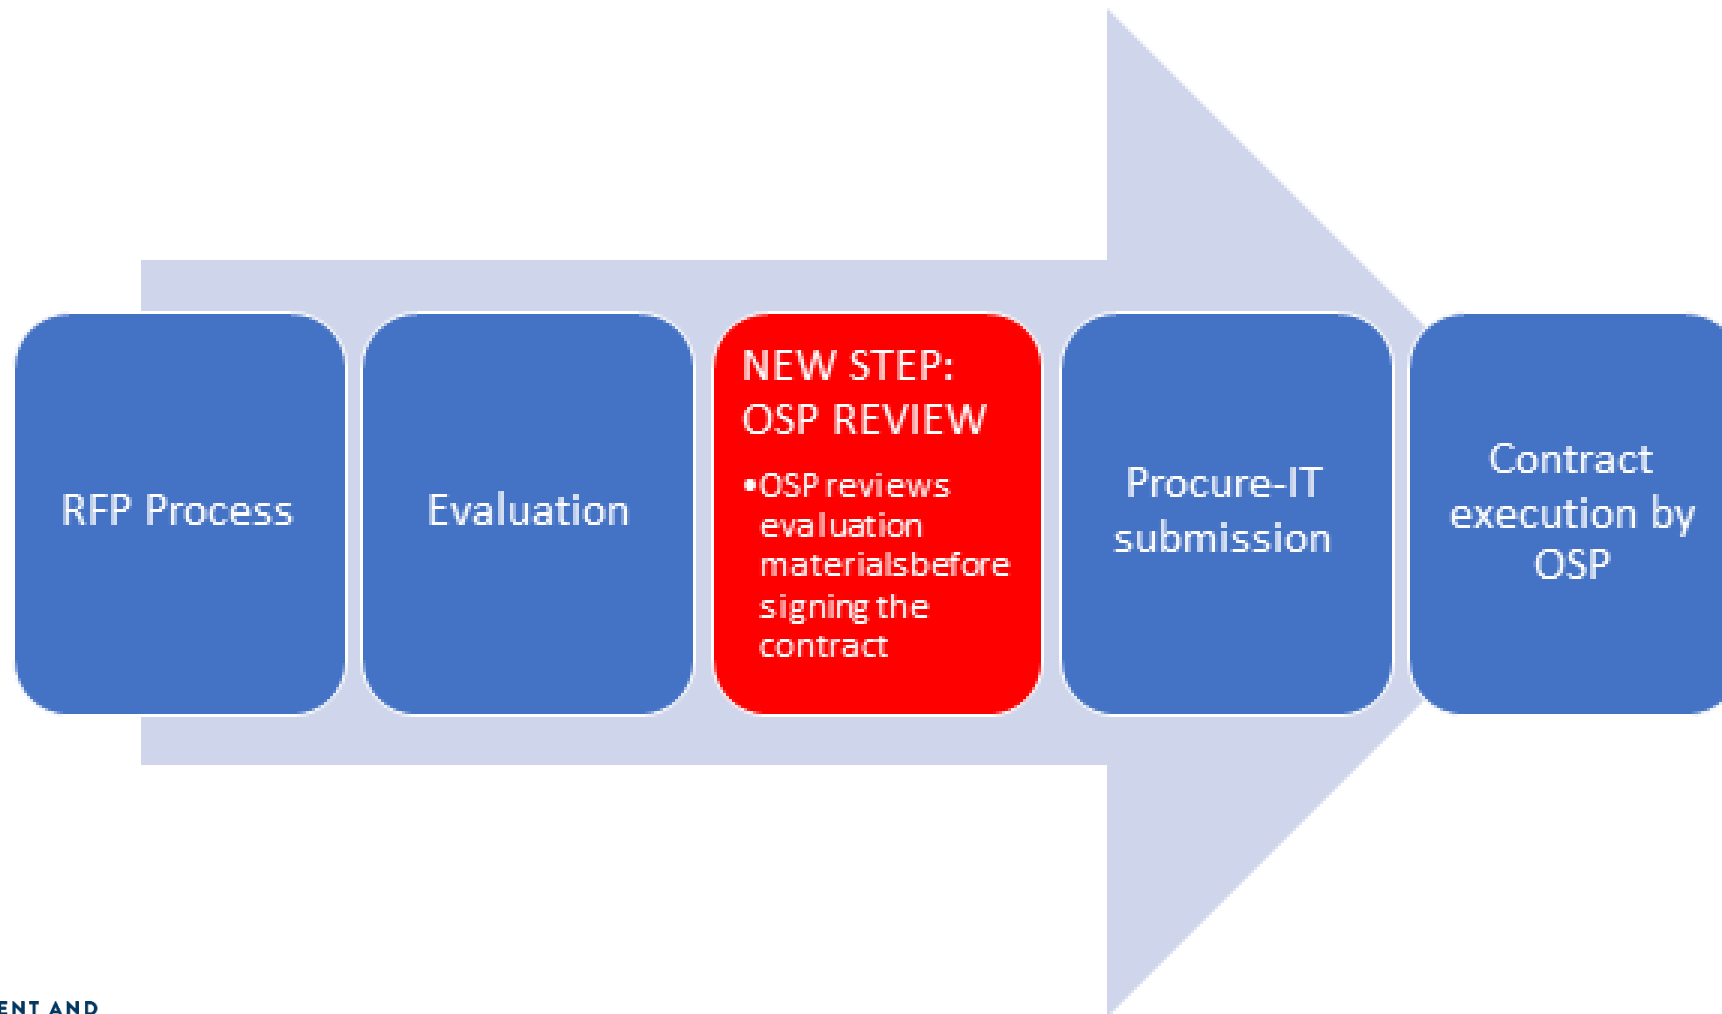 RFP Process
Evaluation
NEW STEP:
OSP REVIEW
•OSP reviews
evaluation
materialsbefore
signing the
contract
Procure-IT
submission
Contract
execution by
OSP
ENT AND